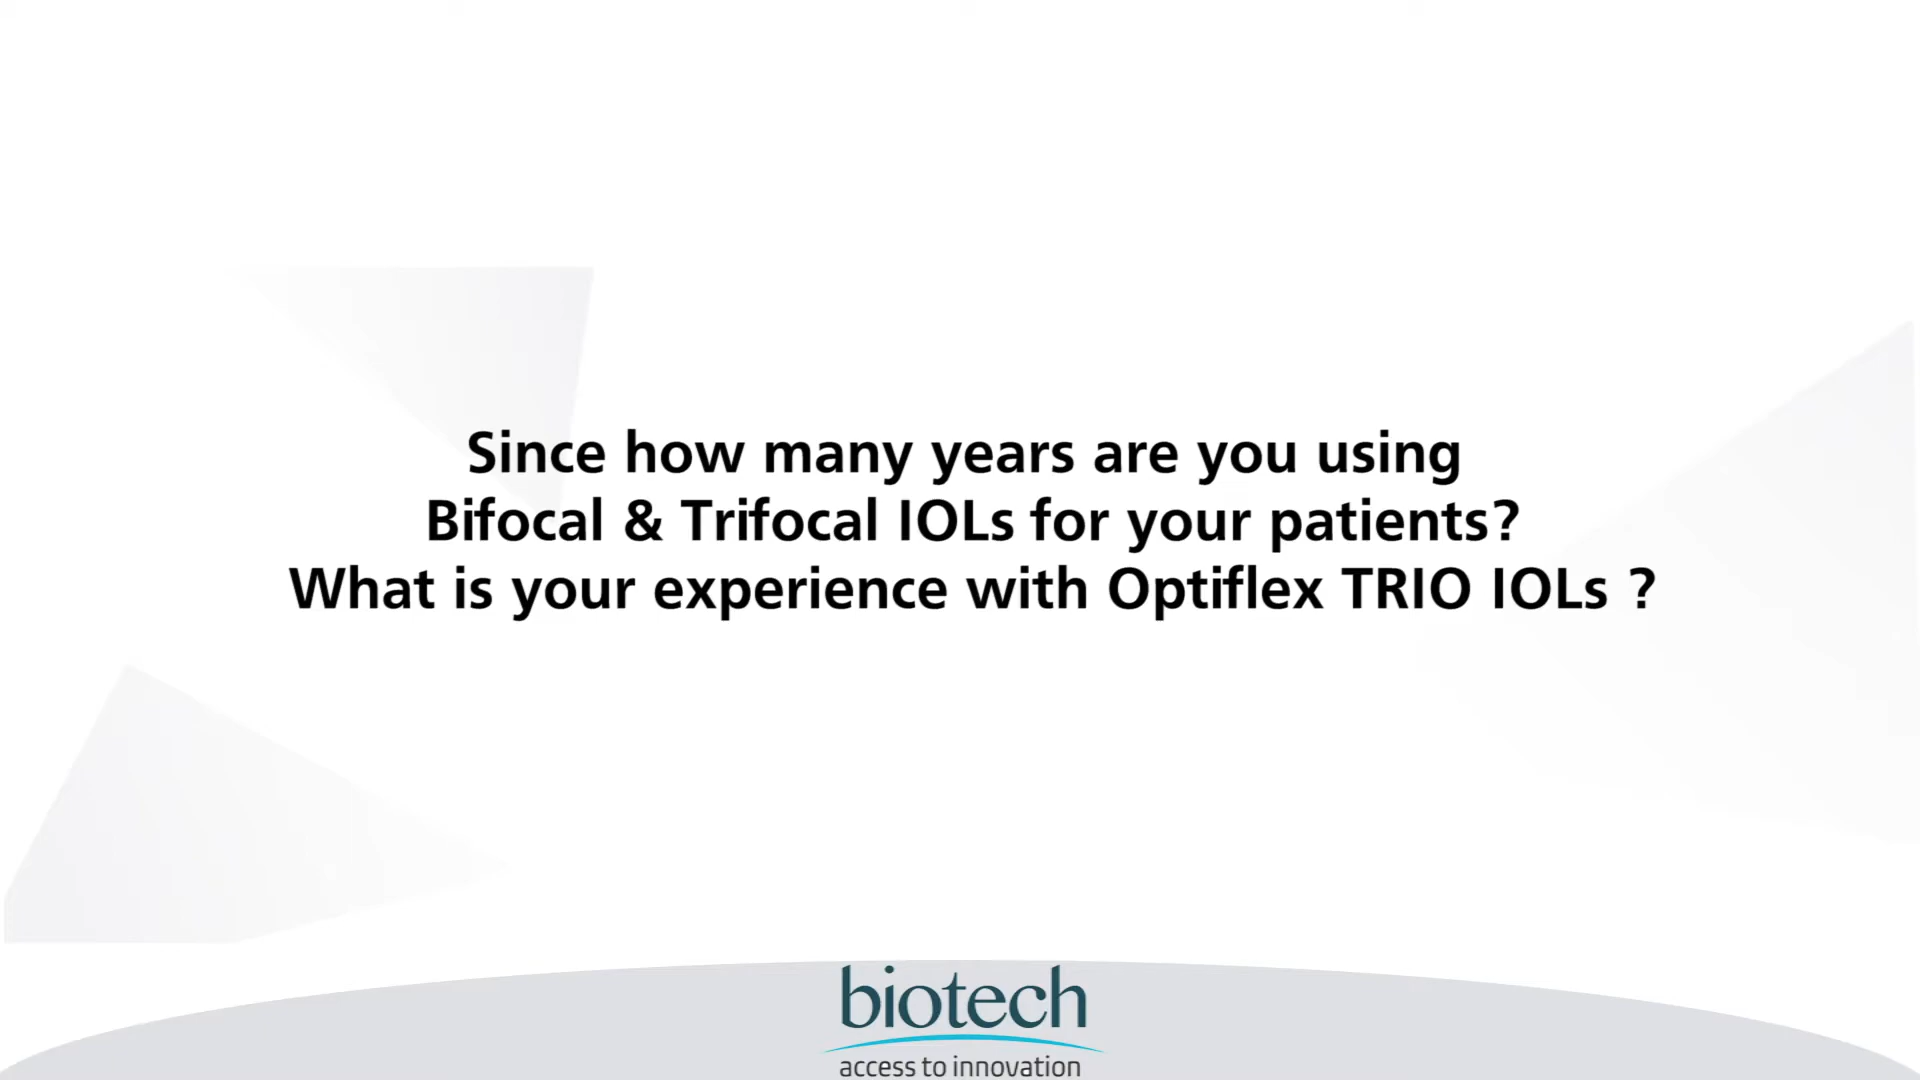 Since how many years are you using
Bifocal & Trifocal IOLs for your patients?
What is your experience with Optiflex TRIO IOLs ?
biotech
access to innovation